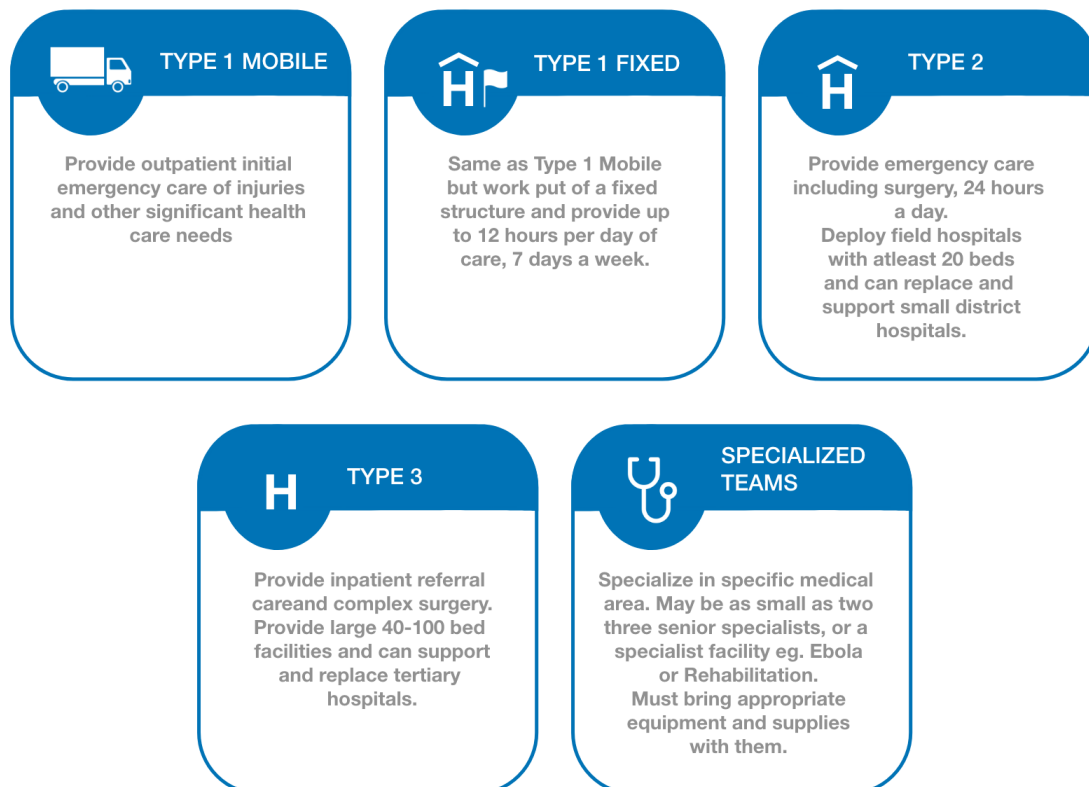 TYPE 1 MOBILE
Provide outpatient initial
emergency care of injuries
and other significant health
care needs
TYPE 1 FIXED
Same as Type 1 Mobile
but work put of a fixed
structure and provide up
to 12 hours per day of
care, 7 days a week.
TYPE 2
Provide emergency care
including surgery, 24 hours
a day.
Deploy field hospitals
with atleast 20 beds
and can replace and
support small district
hospitals.
H
TYPE 3
Provide inpatient referral
careand complex surgery.
Provide large 40-100 bed
facilities and can support
and replace tertiary
hospitals.
SPECIALIZED
TEAMS
Specialize in specific medical
area. May be as small as two
three senior specialists, or a
specialist facility eg. Ebola
or Rehabilitation.
Must bring appropriate
equipment and supplies
with them.